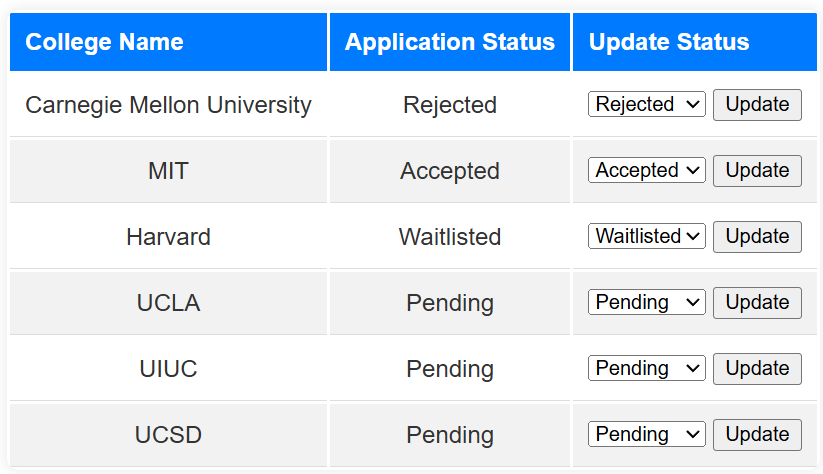 College Name Application Status Update Status
Carnegie Mellon University Rejected Rejected Update
MIT Accepted Accepted Update
Harvard Waitlisted Waitlisted Update
UCLA Pending Pending Update
UIUC Pending Pending Update
UCSD Pending Pending Update